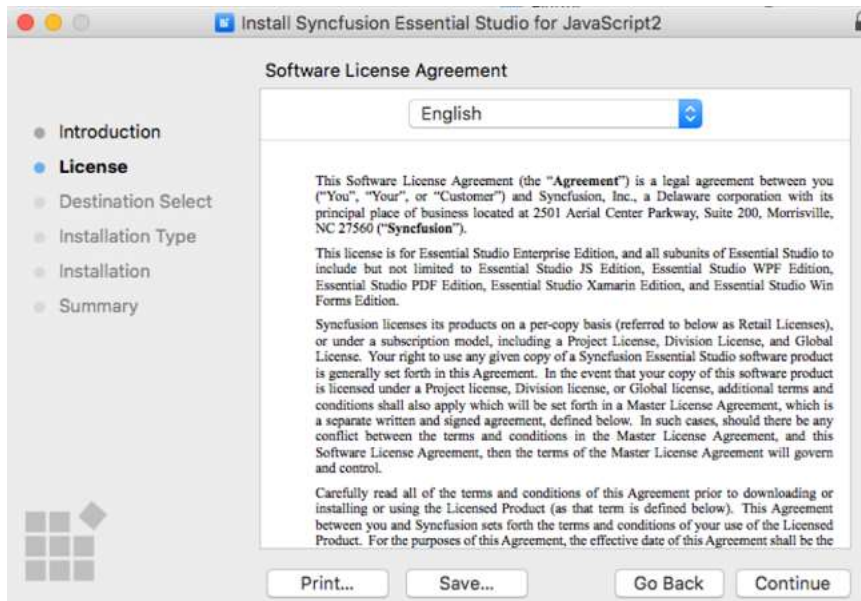 Install Syncfusion Essential Studio for JavaScript2
Software License Agreement
English
Introduction
License
Destination Select
Installation Type
Installation
Summary
This Software License Agreement (the “Agreement”) is a legal agreement between you
(“You”, “Your”, or “Customer”) and Syncfusion, Inc., a Delaware corporation with its
principal place of business located at 2501 Aerial Center Parkway, Suite 200, Morrisville,
NC 27560 (“Syncfusion”).
This license is for Essential Studio Enterprise Edition, and all subunits of Essential Studio to
include but not limited to Essential Studio JS Edition, Essential Studio WPF Edition,
Essential Studio PDF Edition, Essential Studio Xamarin Edition, and Essential Studio Win
Forms Edition.
Syncfusion licenses its products on a per-copy basis (referred to below as Retail Licenses),
or under a subscription model, including a Project License, Division License, and Global
License. Your right to use any given copy of a Syncfusion Essential Studio software product
is generally set forth in this Agreement. In the event that your copy of this software product
is licensed under a Project license, Division license, or Global license, additional terms and
conditions shall also apply which will be set forth in a Master License Agreement, which is
a separate written and signed agreement, defined below. In such cases, should there be any
conflict between the terms and conditions in the Master License Agreement, and this
Software License Agreement, then the terms of the Master License Agreement will govern
and control.
Carefully read all of the terms and conditions of this Agreement prior to downloading or
installing or using the Licensed Product (as that term is defined below). This Agreement
between you and Syncfusion sets forth the terms and conditions of your use of the Licensed
Product. For the purposes of this Agreement, the effective date of this Agreement shall be the
Print...
Save...
Go Back
Continue